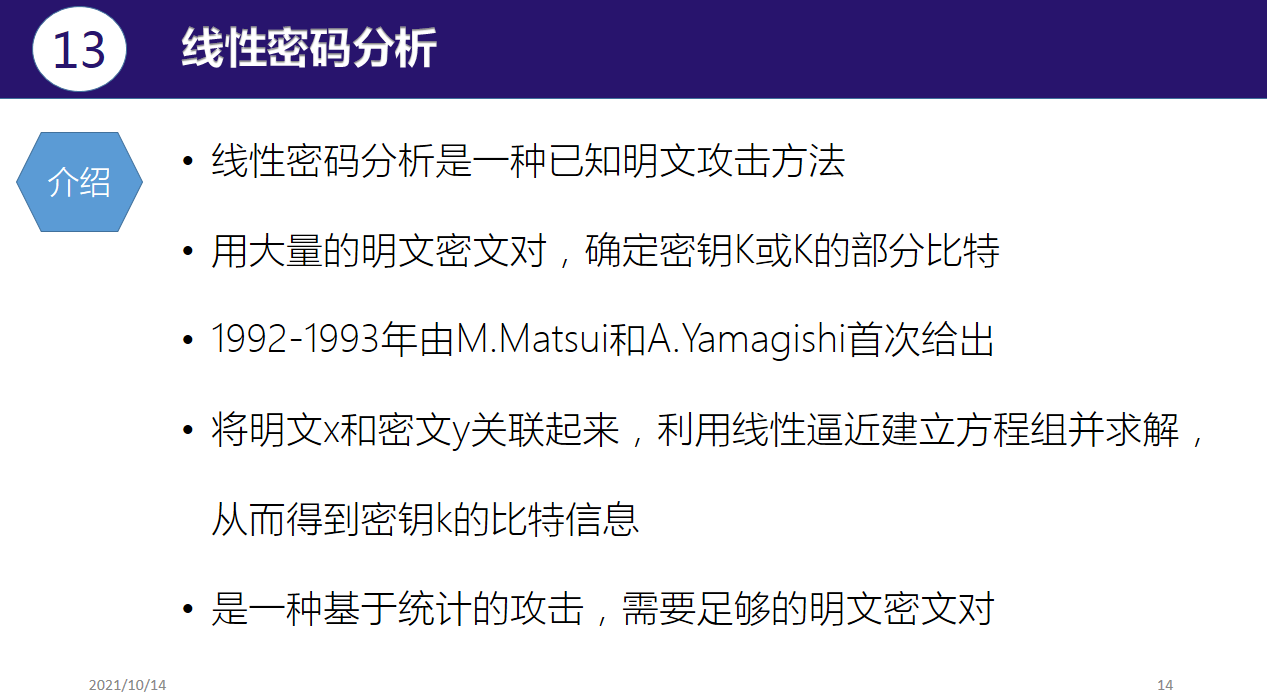 13
线性密码分析
介绍
• 线性密码分析是一种已知明文攻击方法
• 用大量的明文密文对，确定密钥K或K的部分比特
• 1992-1993年由M.Matsui和A.Yamagishi首次给出
• 将明文x和密文y关联起来，利用线性逼近建立方程组并求解，
从而得到密钥k的比特信息
• 是一种基于统计的攻击，需要足够的明文密文对
2021/10/14
14